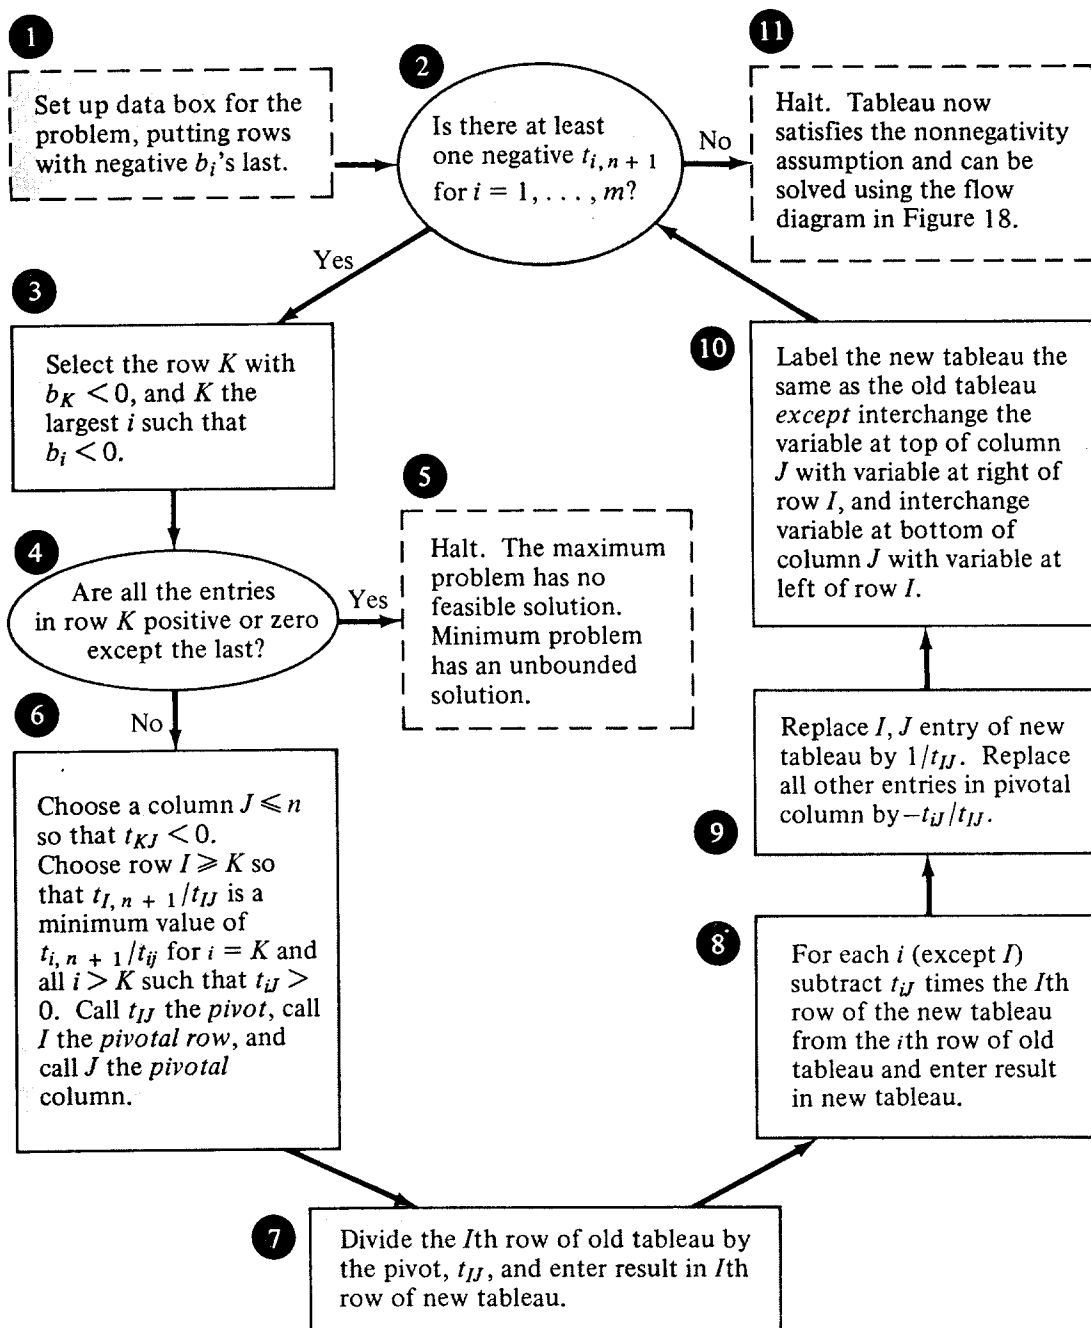 1
Set up data box for the
problem, putting rows
with negative b_i's last.
2
Is there at least
one negative t_{i, n + 1}
for i = 1, . . . , m?
No
11
Halt. Tableau now
satisfies the nonnegativity
assumption and can be
solved using the flow
diagram in Figure 18.
Yes
3
Select the row K with
b_K < 0, and K the
largest i such that
b_i < 0.
4
Are all the entries
in row K positive or zero
except the last?
Yes
5
Halt. The maximum
problem has no
feasible solution.
Minimum problem
has an unbounded
solution.
No
6
Choose a column J ⩽ n
so that t_{KJ} < 0.
Choose row I ⩾ K so
that t_{I, n + 1}/t_{IJ} is a
minimum value of
t_{i, n + 1}/t_{ij} for i = K and
all i > K such that t_{iJ} >
0. Call t_{IJ} the pivot, call
I the pivotal row, and
call J the pivotal
column.
7
Divide the Ith row of old tableau by
the pivot, t_{IJ}, and enter result in Ith
row of new tableau.
8
For each i (except I)
subtract t_{iJ} times the Ith
row of the new tableau
from the ith row of old
tableau and enter result
in new tableau.
9
Replace I, J entry of new
tableau by 1/t_{IJ}. Replace
all other entries in pivotal
column by -t_{iJ}/t_{IJ}.
10
Label the new tableau the
same as the old tableau
except interchange the
variable at top of column
J with variable at right of
row I, and interchange
variable at bottom of
column J with variable at
left of row I.